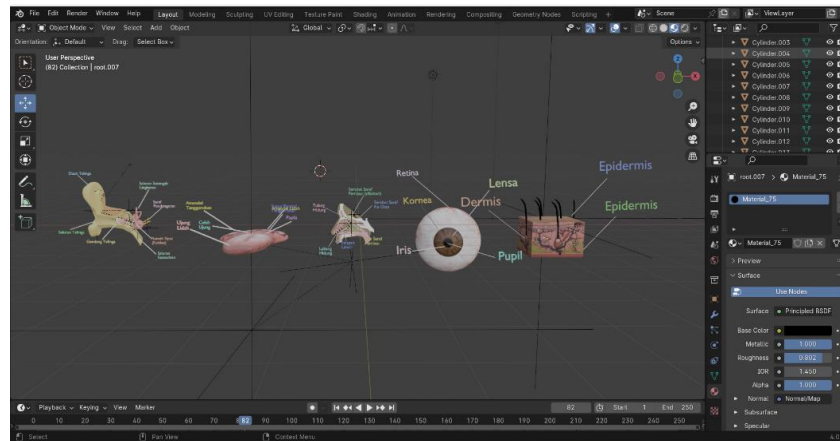 File Edit Render Window Help Layout Modeling Sculpting UV Editing Texture Paint Shading Animation Rendering Compositing Geometry Nodes Scripting + Scene ViewLayer
Object Mode View Select Add Object Global
Orientation: Default Drag: Select Box Options
User Perspective
(82) Collection | root.007
Cylinder.003
Cylinder.004
Cylinder.005
Cylinder.006
Cylinder.007
Cylinder.008
Cylinder.009
Cylinder.010
Cylinder.011
Cylinder.012
X
Z
Daun Telinga
Gendang Telinga
Retina
Lensa
Epidermis
Kornea
Dermis
Epidermis
Iris
Pupil
root.007 Material_75
Material_75
Material_75
Preview
Surface
Use Nodes
Surface Principled BSDF
Base Color
Metallic 1.000
Roughness 0.802
IOR 1.450
Alpha 1.000
Normal Normal/Map
Subsurface
Specular
Playback Keying View Marker 82 Start 1 End 250
0 10 20 30 40 50 60 70 82 90 100 110 120 130 140 150 160 170 180 190 200 210 220 230 240 250
Select Pan View Context Menu